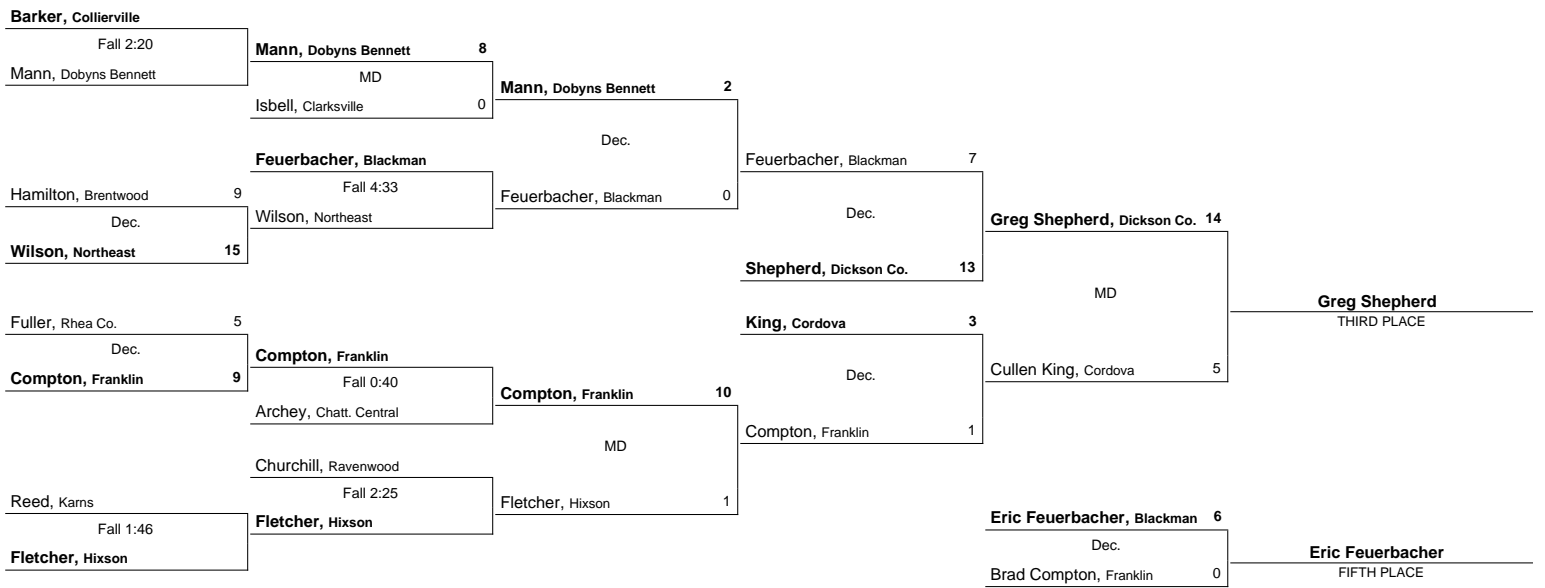 Barker, Collierville
Fall 2:20
Mann, Dobyns Bennett
Hamilton, Brentwood 9
Dec.
Wilson, Northeast 15
Fuller, Rhea Co. 5
Dec.
Compton, Franklin 9
Reed, Karns
Fall 1:46
Fletcher, Hixson
Mann, Dobyns Bennett 8
MD
Isbell, Clarksville 0
Feuerbacher, Blackman
Fall 4:33
Wilson, Northeast
Compton, Franklin
Fall 0:40
Archey, Chatt. Central
Churchill, Ravenwood
Fall 2:25
Fletcher, Hixson
Mann, Dobyns Bennett 2
Dec.
Feuerbacher, Blackman 0
Compton, Franklin 10
MD
Fletcher, Hixson 1
Feuerbacher, Blackman 7
Dec.
Shepherd, Dickson Co. 13
King, Cordova 3
Dec.
Compton, Franklin 1
Greg Shepherd, Dickson Co. 14
MD
Cullen King, Cordova 5
Greg Shepherd
THIRD PLACE
Eric Feuerbacher, Blackman 6
Dec.
Brad Compton, Franklin 0
Eric Feuerbacher
FIFTH PLACE